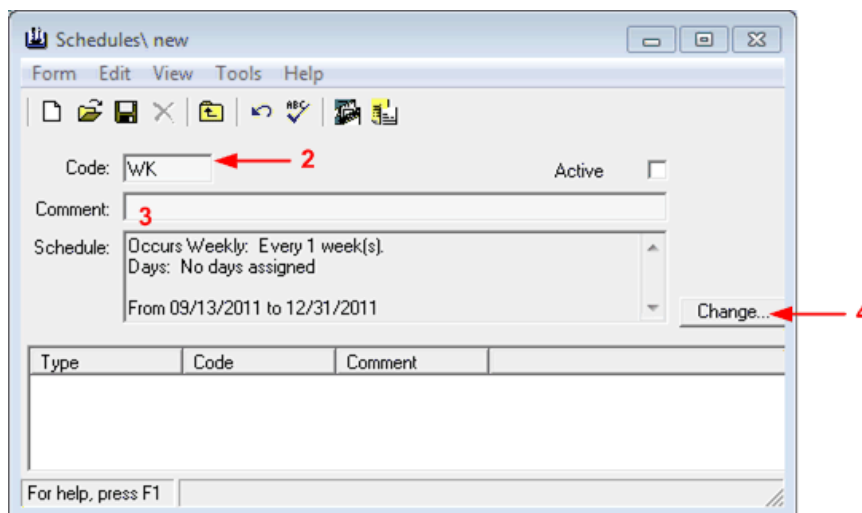 Schedules\ new
Form Edit View Tools Help
ABC
Code: WK 2 Active
Comment: 3
Schedule: Occurs Weekly: Every 1 week(s).
Days: No days assigned
From 09/13/2011 to 12/31/2011
Change... 4
Type Code Comment
For help, press F1